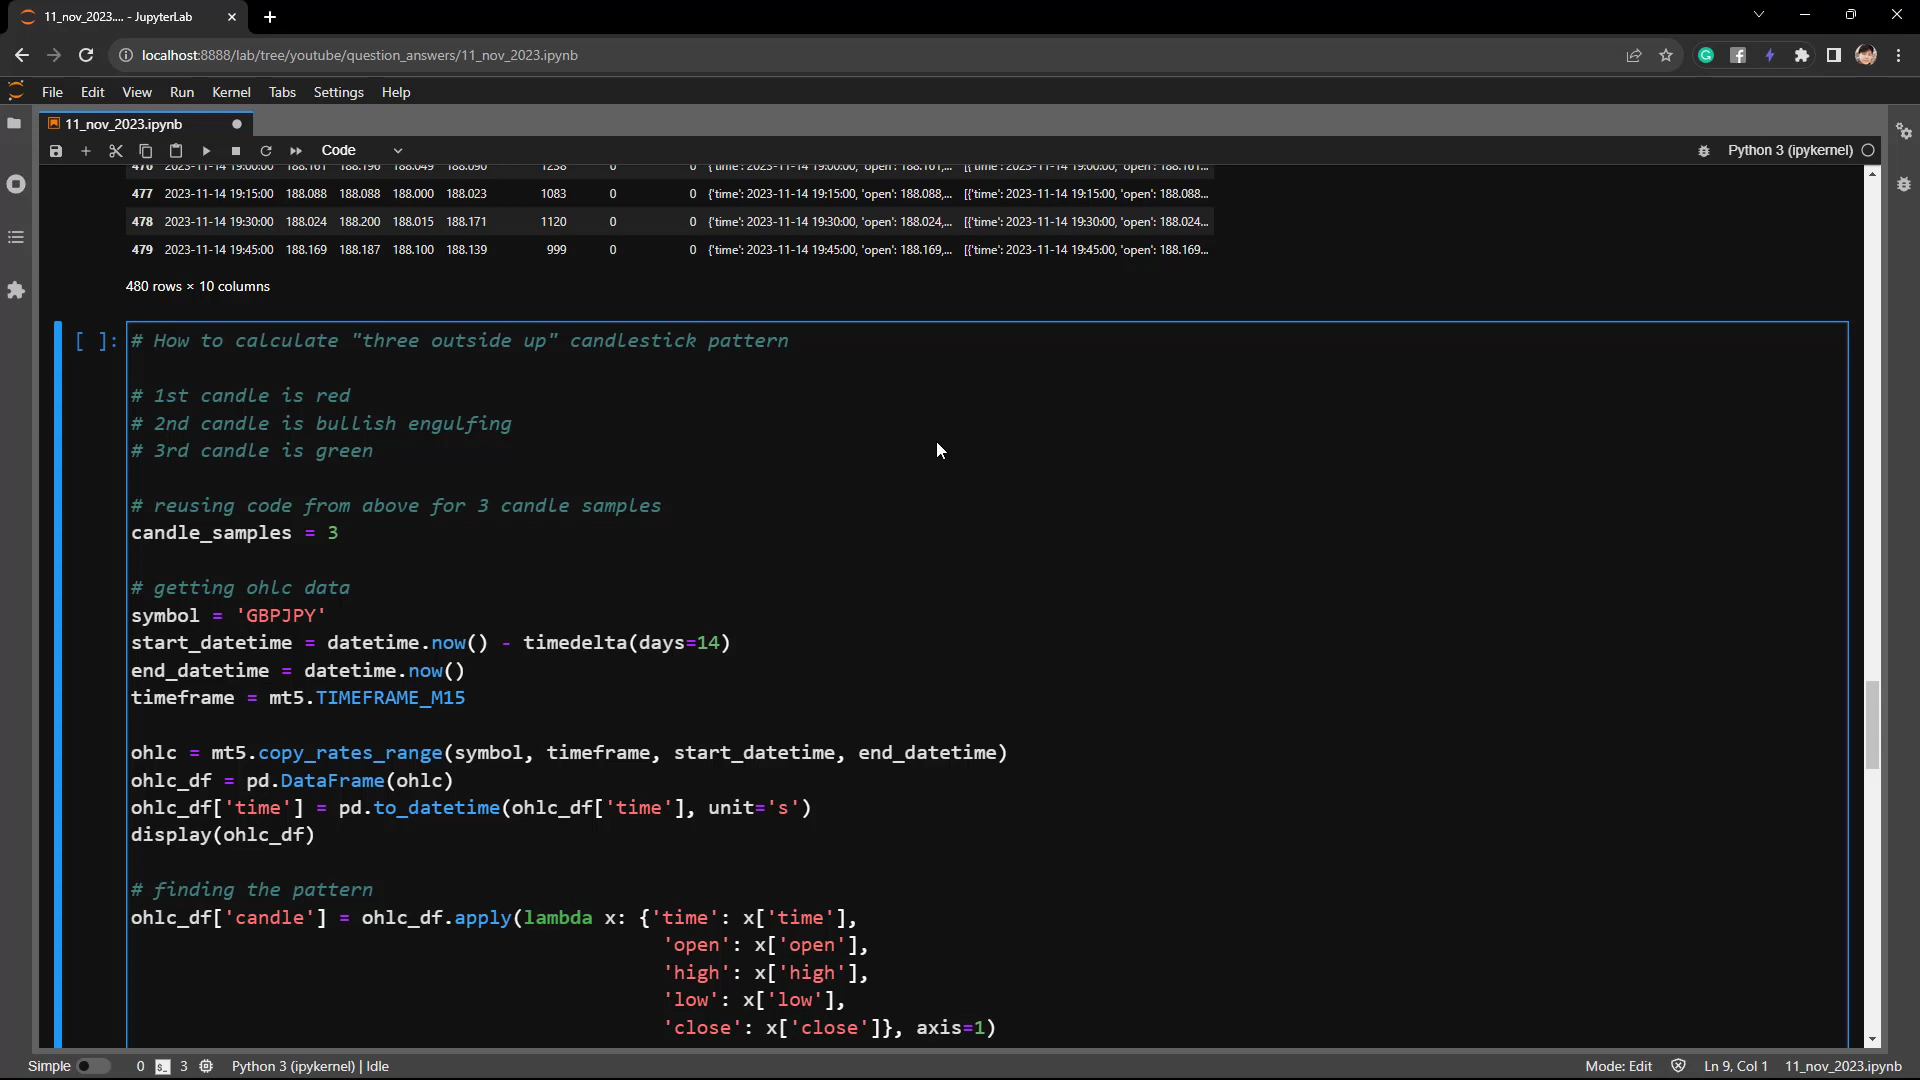 11_nov_2023.... - JupyterLab
localhost:8888/lab/tree/youtube/question_answers/11_nov_2023.ipynb
File Edit View Run Kernel Tabs Settings Help
11_nov_2023.ipynb
Code Python 3 (ipykernel)
476 2023-11-14 19:00:00 188.161 188.196 188.049 188.090 1238 0 0 {'time': 2023-11-14 19:00:00, 'open': 188.161,... [{'time': 2023-11-14 19:00:00, 'open': 188.161...
477 2023-11-14 19:15:00 188.088 188.088 188.000 188.023 1083 0 0 {'time': 2023-11-14 19:15:00, 'open': 188.088,... [{'time': 2023-11-14 19:15:00, 'open': 188.088...
478 2023-11-14 19:30:00 188.024 188.200 188.015 188.171 1120 0 0 {'time': 2023-11-14 19:30:00, 'open': 188.024,... [{'time': 2023-11-14 19:30:00, 'open': 188.024...
479 2023-11-14 19:45:00 188.169 188.187 188.100 188.139 999 0 0 {'time': 2023-11-14 19:45:00, 'open': 188.169,... [{'time': 2023-11-14 19:45:00, 'open': 188.169...
480 rows × 10 columns
[ ]: # How to calculate "three outside up" candlestick pattern
# 1st candle is red
# 2nd candle is bullish engulfing
# 3rd candle is green
# reusing code from above for 3 candle samples
candle_samples = 3
# getting ohlc data
symbol = 'GBPJPY'
start_datetime = datetime.now() - timedelta(days=14)
end_datetime = datetime.now()
timeframe = mt5.TIMEFRAME_M15
ohlc = mt5.copy_rates_range(symbol, timeframe, start_datetime, end_datetime)
ohlc_df = pd.DataFrame(ohlc)
ohlc_df['time'] = pd.to_datetime(ohlc_df['time'], unit='s')
display(ohlc_df)
# finding the pattern
ohlc_df['candle'] = ohlc_df.apply(lambda x: {'time': x['time'],
'open': x['open'],
'high': x['high'],
'low': x['low'],
'close': x['close']}, axis=1)
Simple 0 3 Python 3 (ipykernel) | Idle Mode: Edit Ln 9, Col 1 11_nov_2023.ipynb